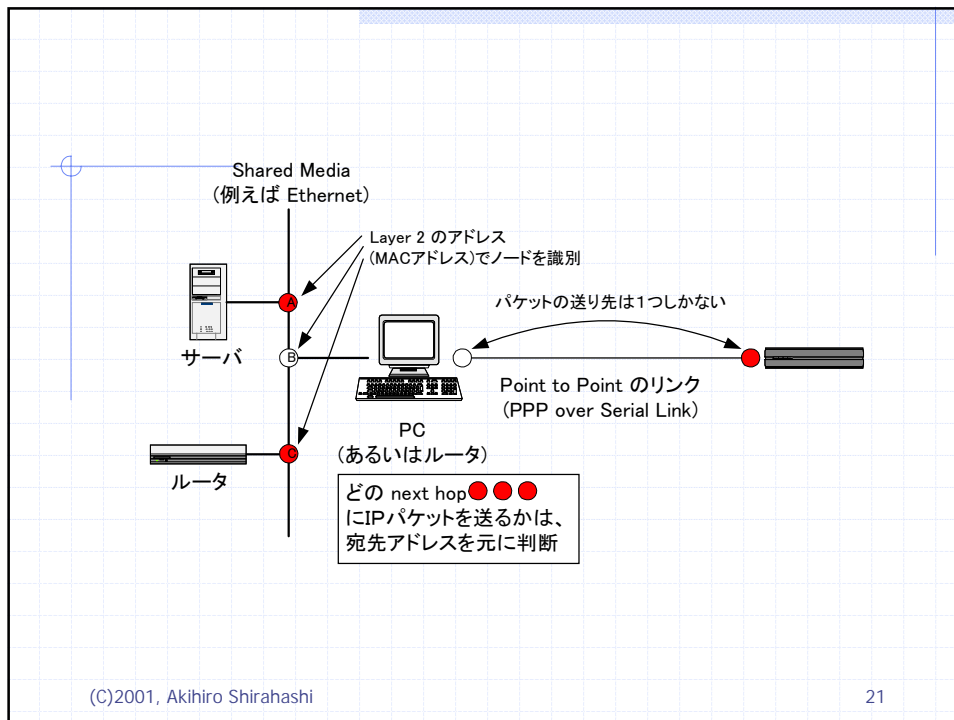 Shared Media
(例えば Ethernet)
Layer 2 のアドレス
(MACアドレス)でノードを識別
A
サーバ
B
パケットの送り先は1つしかない
Point to Point のリンク
(PPP over Serial Link)
PC
(あるいはルータ)
C
ルータ
どの next hop
にIPパケットを送るかは、
宛先アドレスを元に判断
(C)2001, Akihiro Shirahashi
21